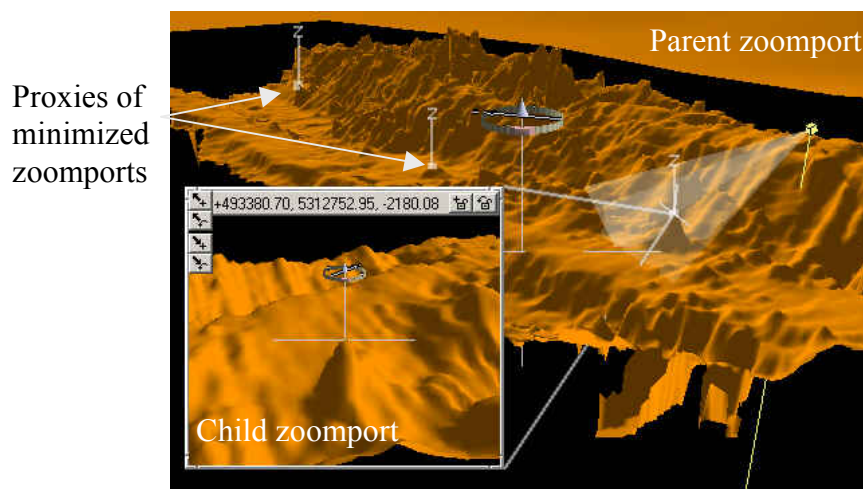 Parent zoomport
Proxies of
minimized
zoomports
Z
Z
Z
+493380.70, 5312752.95, -2180.08
Child zoomport